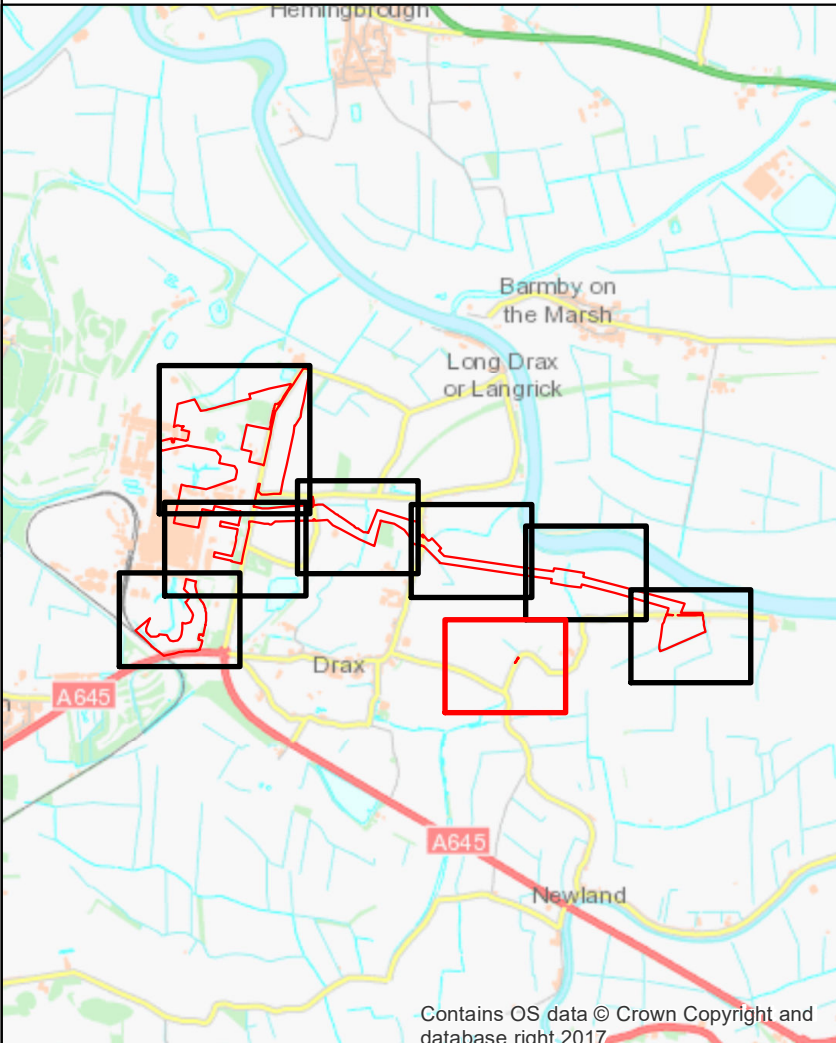 Hemingbrough
Barmby on
the Marsh
Long Drax
or Langrick
Drax
A645
A645
Newland
Contains OS data © Crown Copyright and
database right 2017